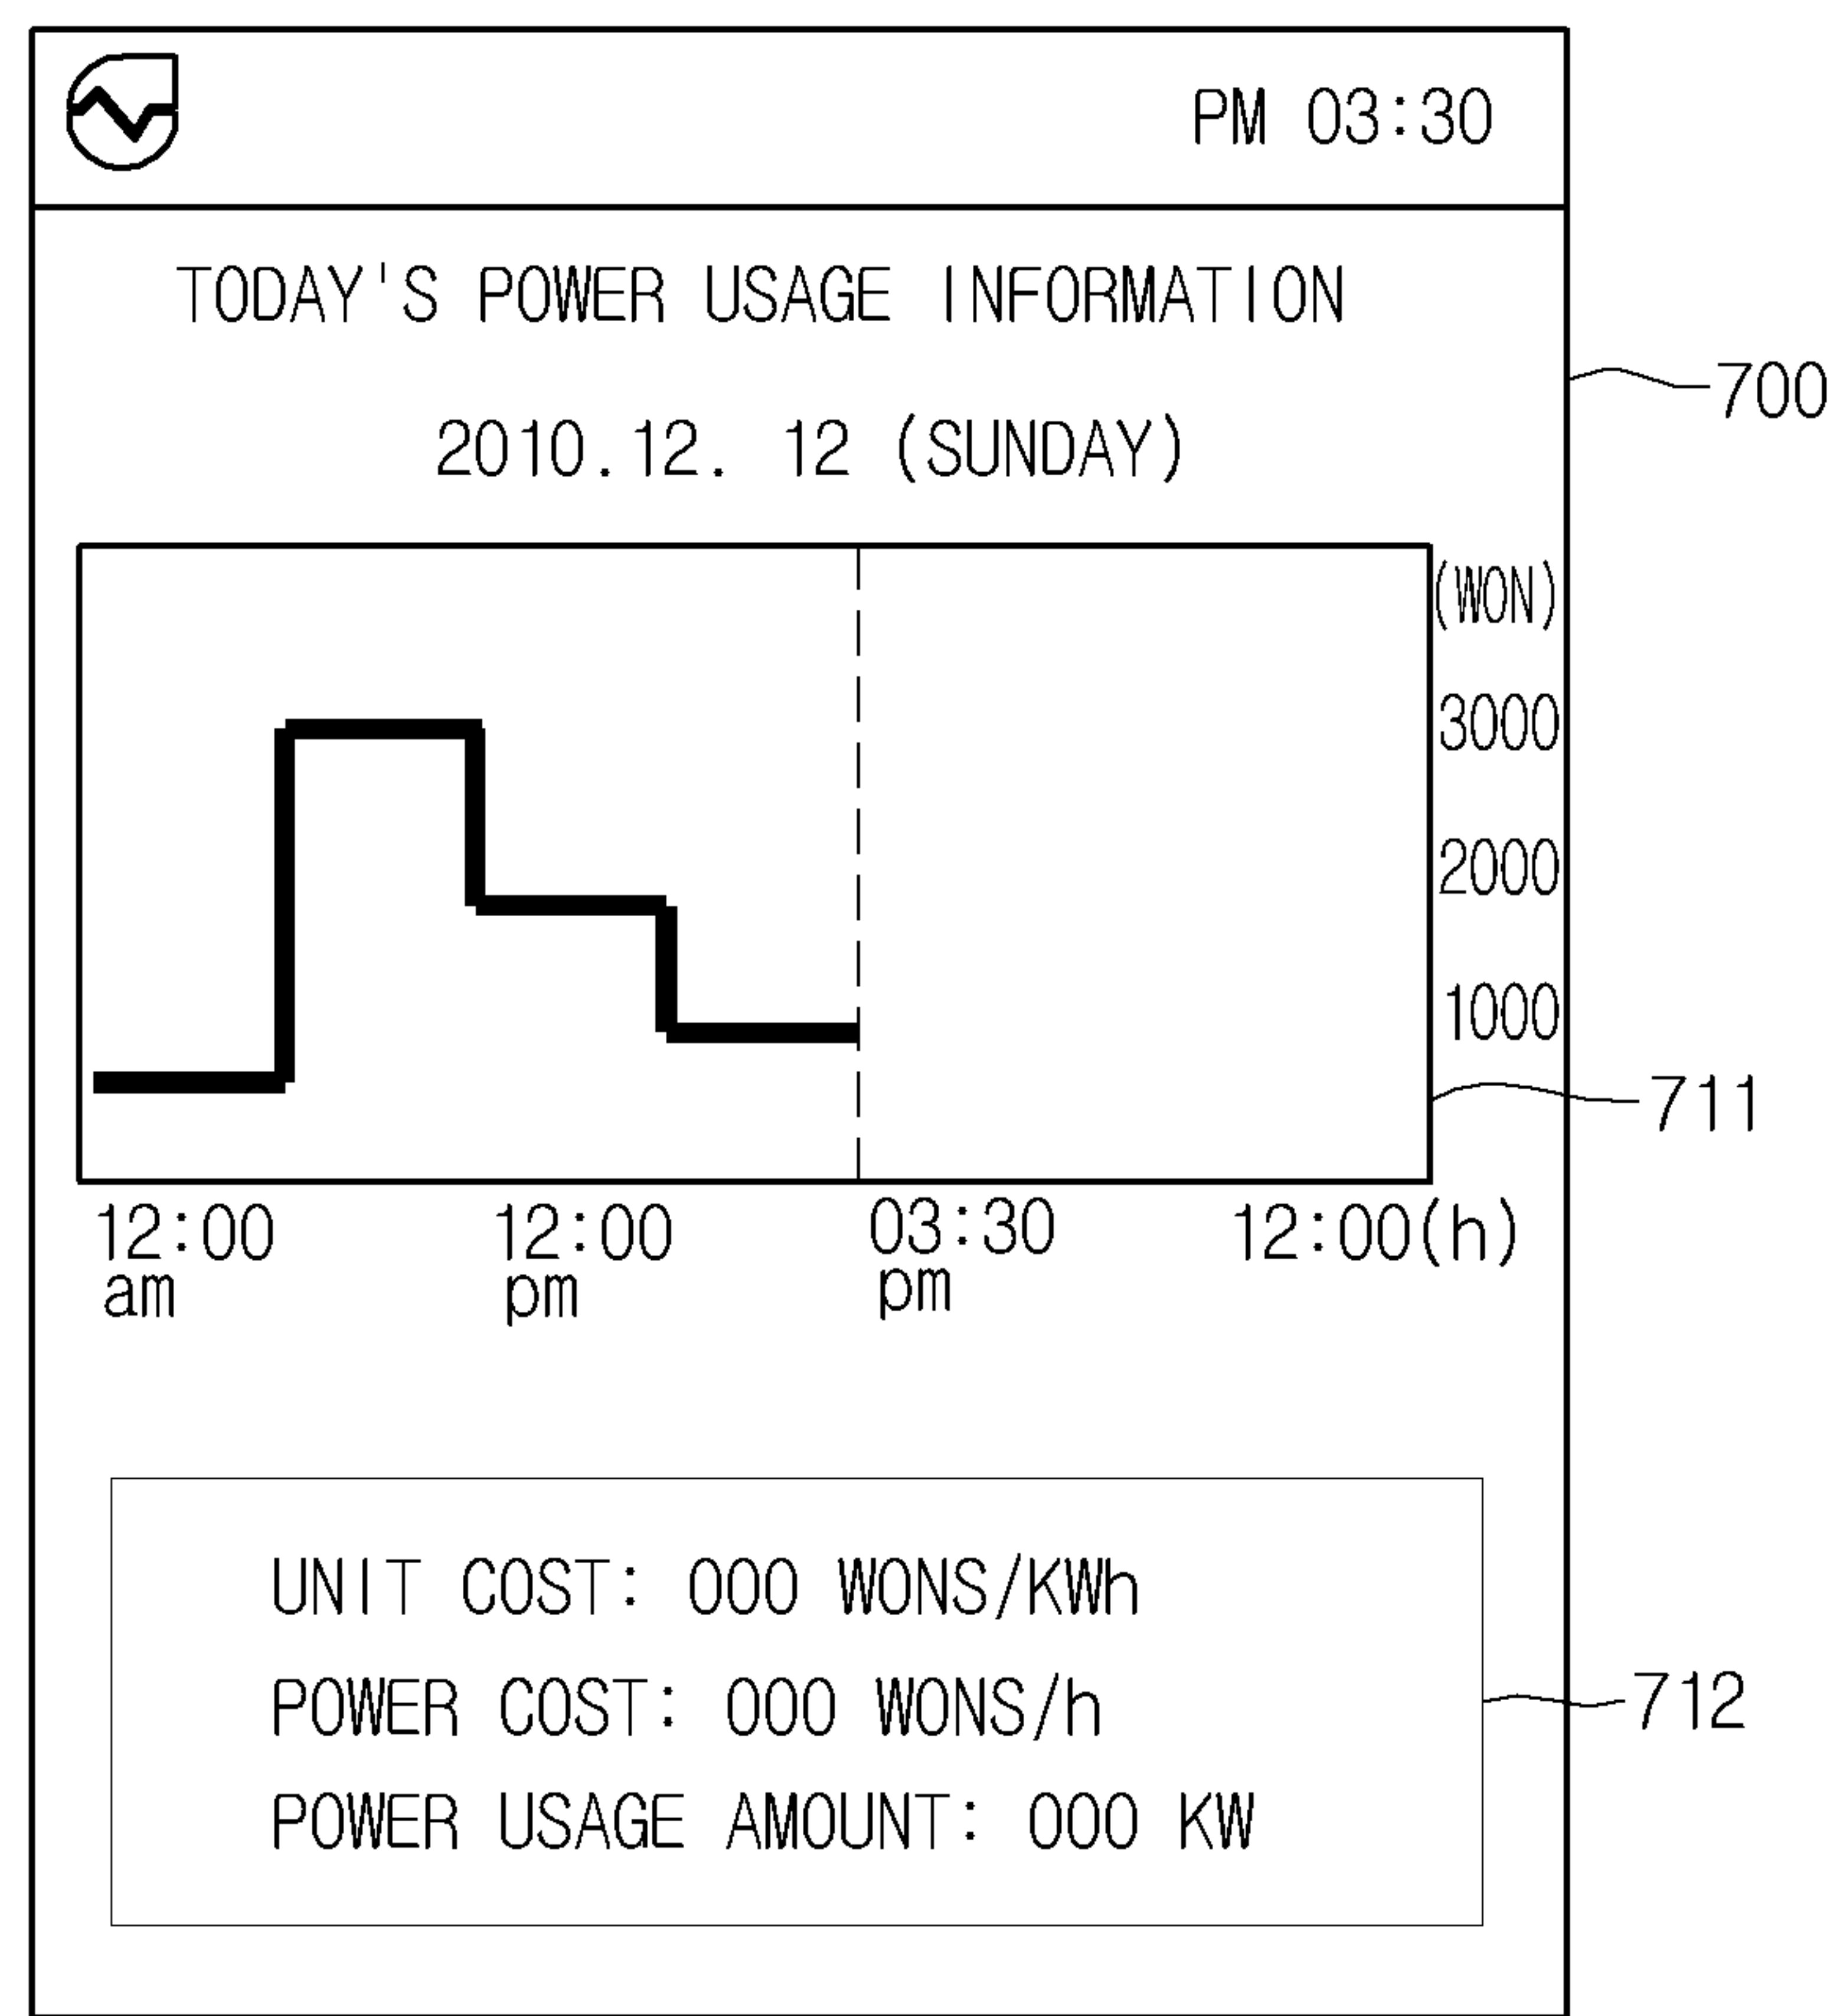 PM 03:30
TODAY'S POWER USAGE INFORMATION
700
2010.12. 12 (SUNDAY)
(WON)
3000
2000
1000
711
12:00 am
12:00 pm
03:30 pm
12:00(h)
UNIT COST: 000 WONS/KWh
POWER COST: 000 WONS/h
712
POWER USAGE AMOUNT: 000 KW